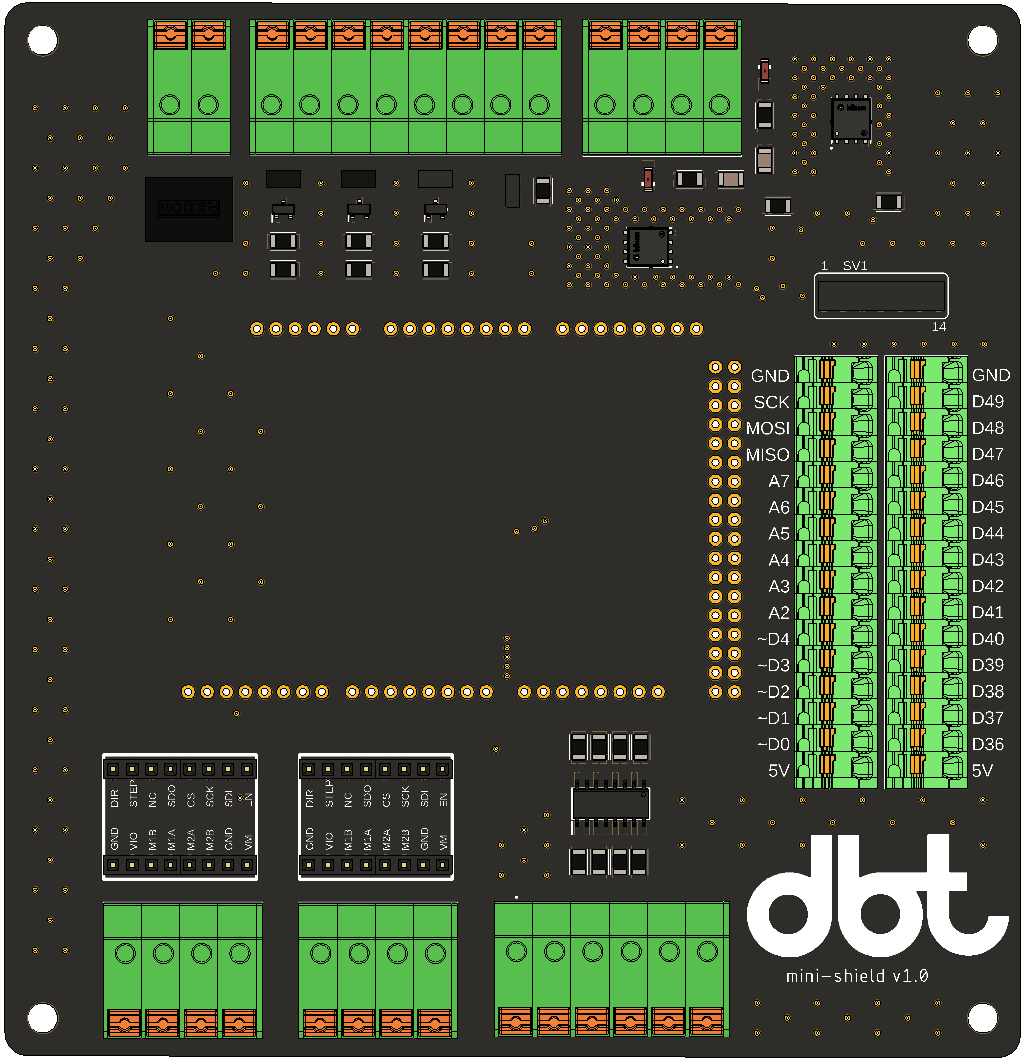 RECOM
1 SV1
14
GND GND
SCK D49
MOSI D48
MISO D47
A7 D46
A6 D45
A5 D44
A4 D43
A3 D42
A2 D41
~D4 D40
~D3 D39
~D2 D38
~D1 D37
~D0 D36
5V 5V
DIR STEP NC SDO CS SCK SDI EN
GND VIO M1B M1A M2A M2B GND VM
DIR STEP NC SDO CS SCK SDI EN
GND VIO M1B M1A M2A M2B GND VM
dbt
mini-shield v1.0